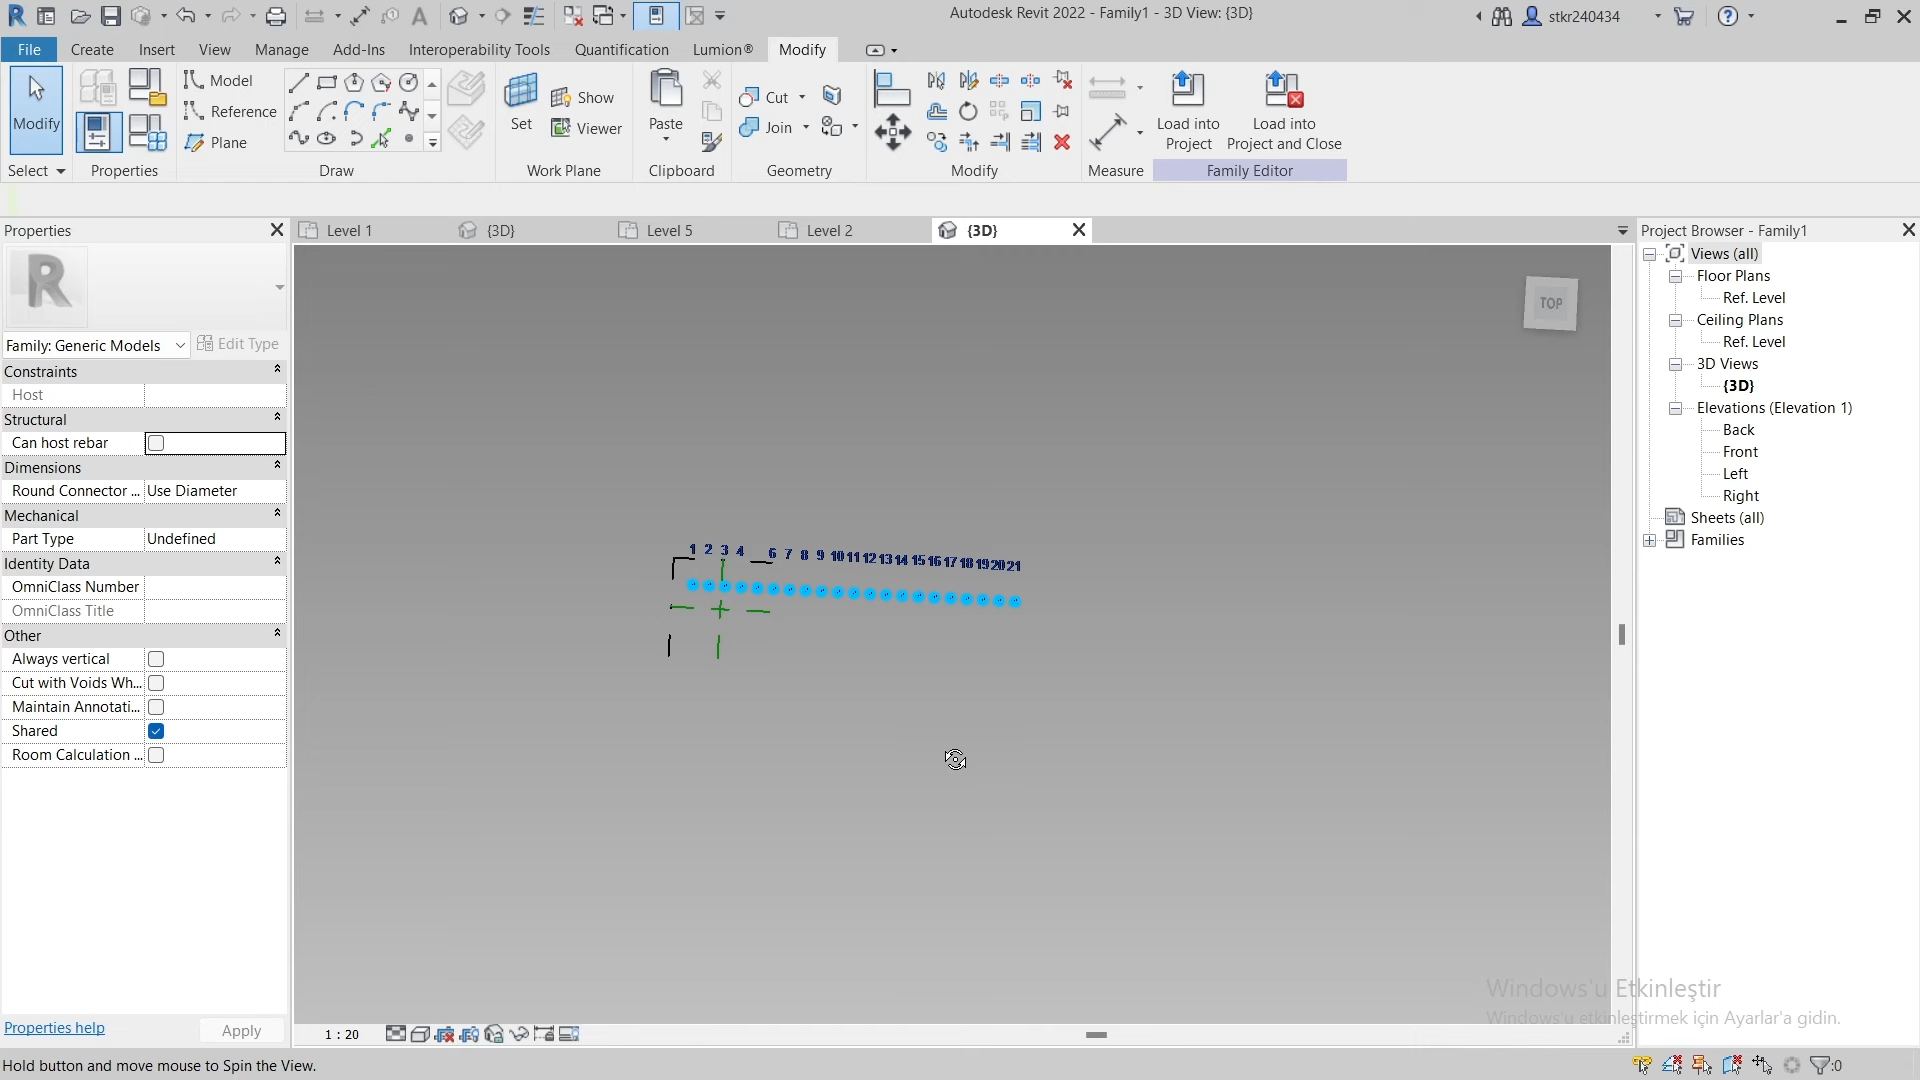 Autodesk Revit 2022 - Family1 - 3D View: {3D}
stkr240434
File Create Insert View Manage Add-Ins Interoperability Tools Quantification Lumion® Modify
Modify
Model
Reference
Plane
Set
Show
Viewer
Paste
Cut
Join
Load into Project
Load into Project and Close
Select Properties Draw Work Plane Clipboard Geometry Modify Measure Family Editor
Properties
Level 1 {3D} Level 5 Level 2 {3D}
Project Browser - Family1
R
Family: Generic Models
Edit Type
Constraints
Host
Structural
Can host rebar
Dimensions
Round Connector ... Use Diameter
Mechanical
Part Type Undefined
Identity Data
OmniClass Number
OmniClass Title
Other
Always vertical
Cut with Voids Wh...
Maintain Annotati...
Shared
Room Calculation ...
Properties help
Apply
TOP
1 2 3 4 6 7 8 9 10 11 12 13 14 15 16 17 18 19 20 21
Views (all)
Floor Plans
Ref. Level
Ceiling Plans
Ref. Level
3D Views
{3D}
Elevations (Elevation 1)
Back
Front
Left
Right
Sheets (all)
Families
Windows'u Etkinleştir
Windows'u etkinleştirmek için Ayarlar'a gidin.
1 : 20
Hold button and move mouse to Spin the View.
:0